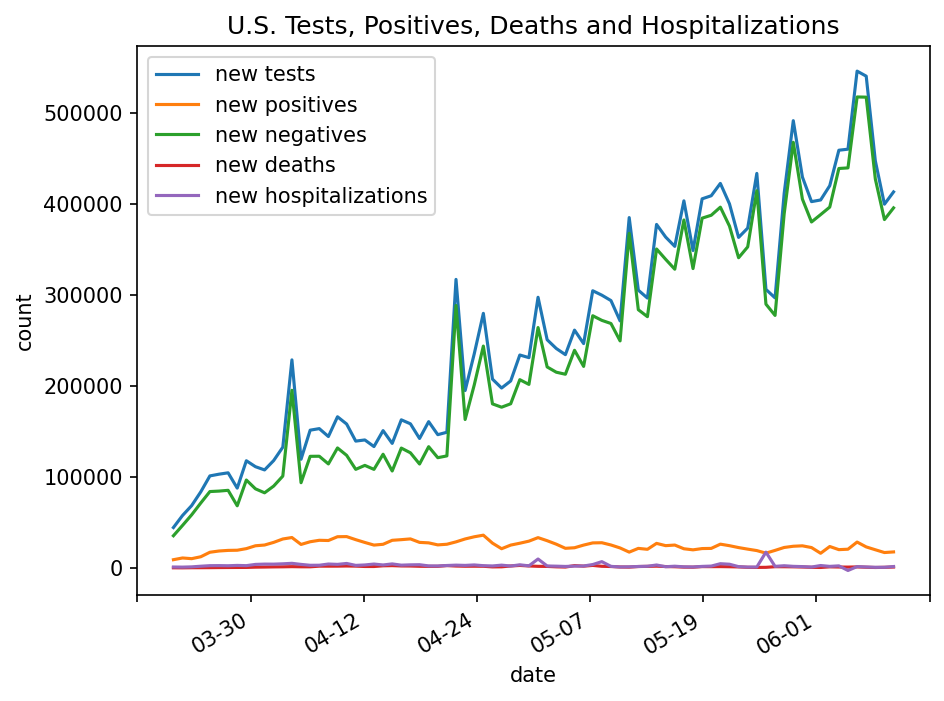 U.S. Tests, Positives, Deaths and Hospitalizations
new tests
new positives
new negatives
new deaths
new hospitalizations
500000
400000
300000
200000
100000
0
count
03-30
04-12
04-24
05-07
05-19
06-01
date